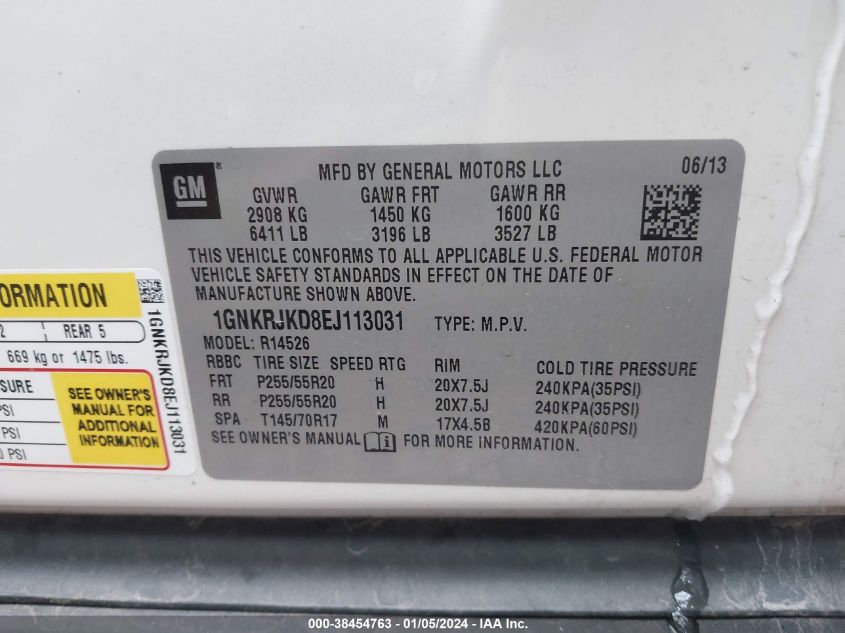 GM
®
MFD BY GENERAL MOTORS LLC 06/13
GVWR GAWR FRT GAWR RR
2908 KG 1450 KG 1600 KG
6411 LB 3196 LB 3527 LB
THIS VEHICLE CONFORMS TO ALL APPLICABLE U.S. FEDERAL MOTOR
VEHICLE SAFETY STANDARDS IN EFFECT ON THE DATE OF
MANUFACTURE SHOWN ABOVE.
1GNKRJKD8EJ113031 TYPE: M.P.V.
MODEL: R14526
RBBC TIRE SIZE SPEED RTG RIM COLD TIRE PRESSURE
FRT P255/55R20 H 20X7.5J 240KPA(35PSI)
RR P255/55R20 H 20X7.5J 240KPA(35PSI)
SPA T145/70R17 M 17X4.5B 420KPA(60PSI)
SEE OWNER'S MANUAL i FOR MORE INFORMATION.
ORMATION
2 REAR 5
669 kg or 1475 lbs.
SURE
PSI
PSI
0 PSI
SEE OWNER'S
MANUAL FOR
ADDITIONAL
INFORMATION
1GNKRJKD8EJ113031
000-38454763 - 01/05/2024 - IAA Inc.